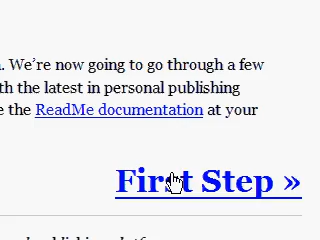 . We’re now going to go through a few
th the latest in personal publishing
e the ReadMe documentation at your
First Step »